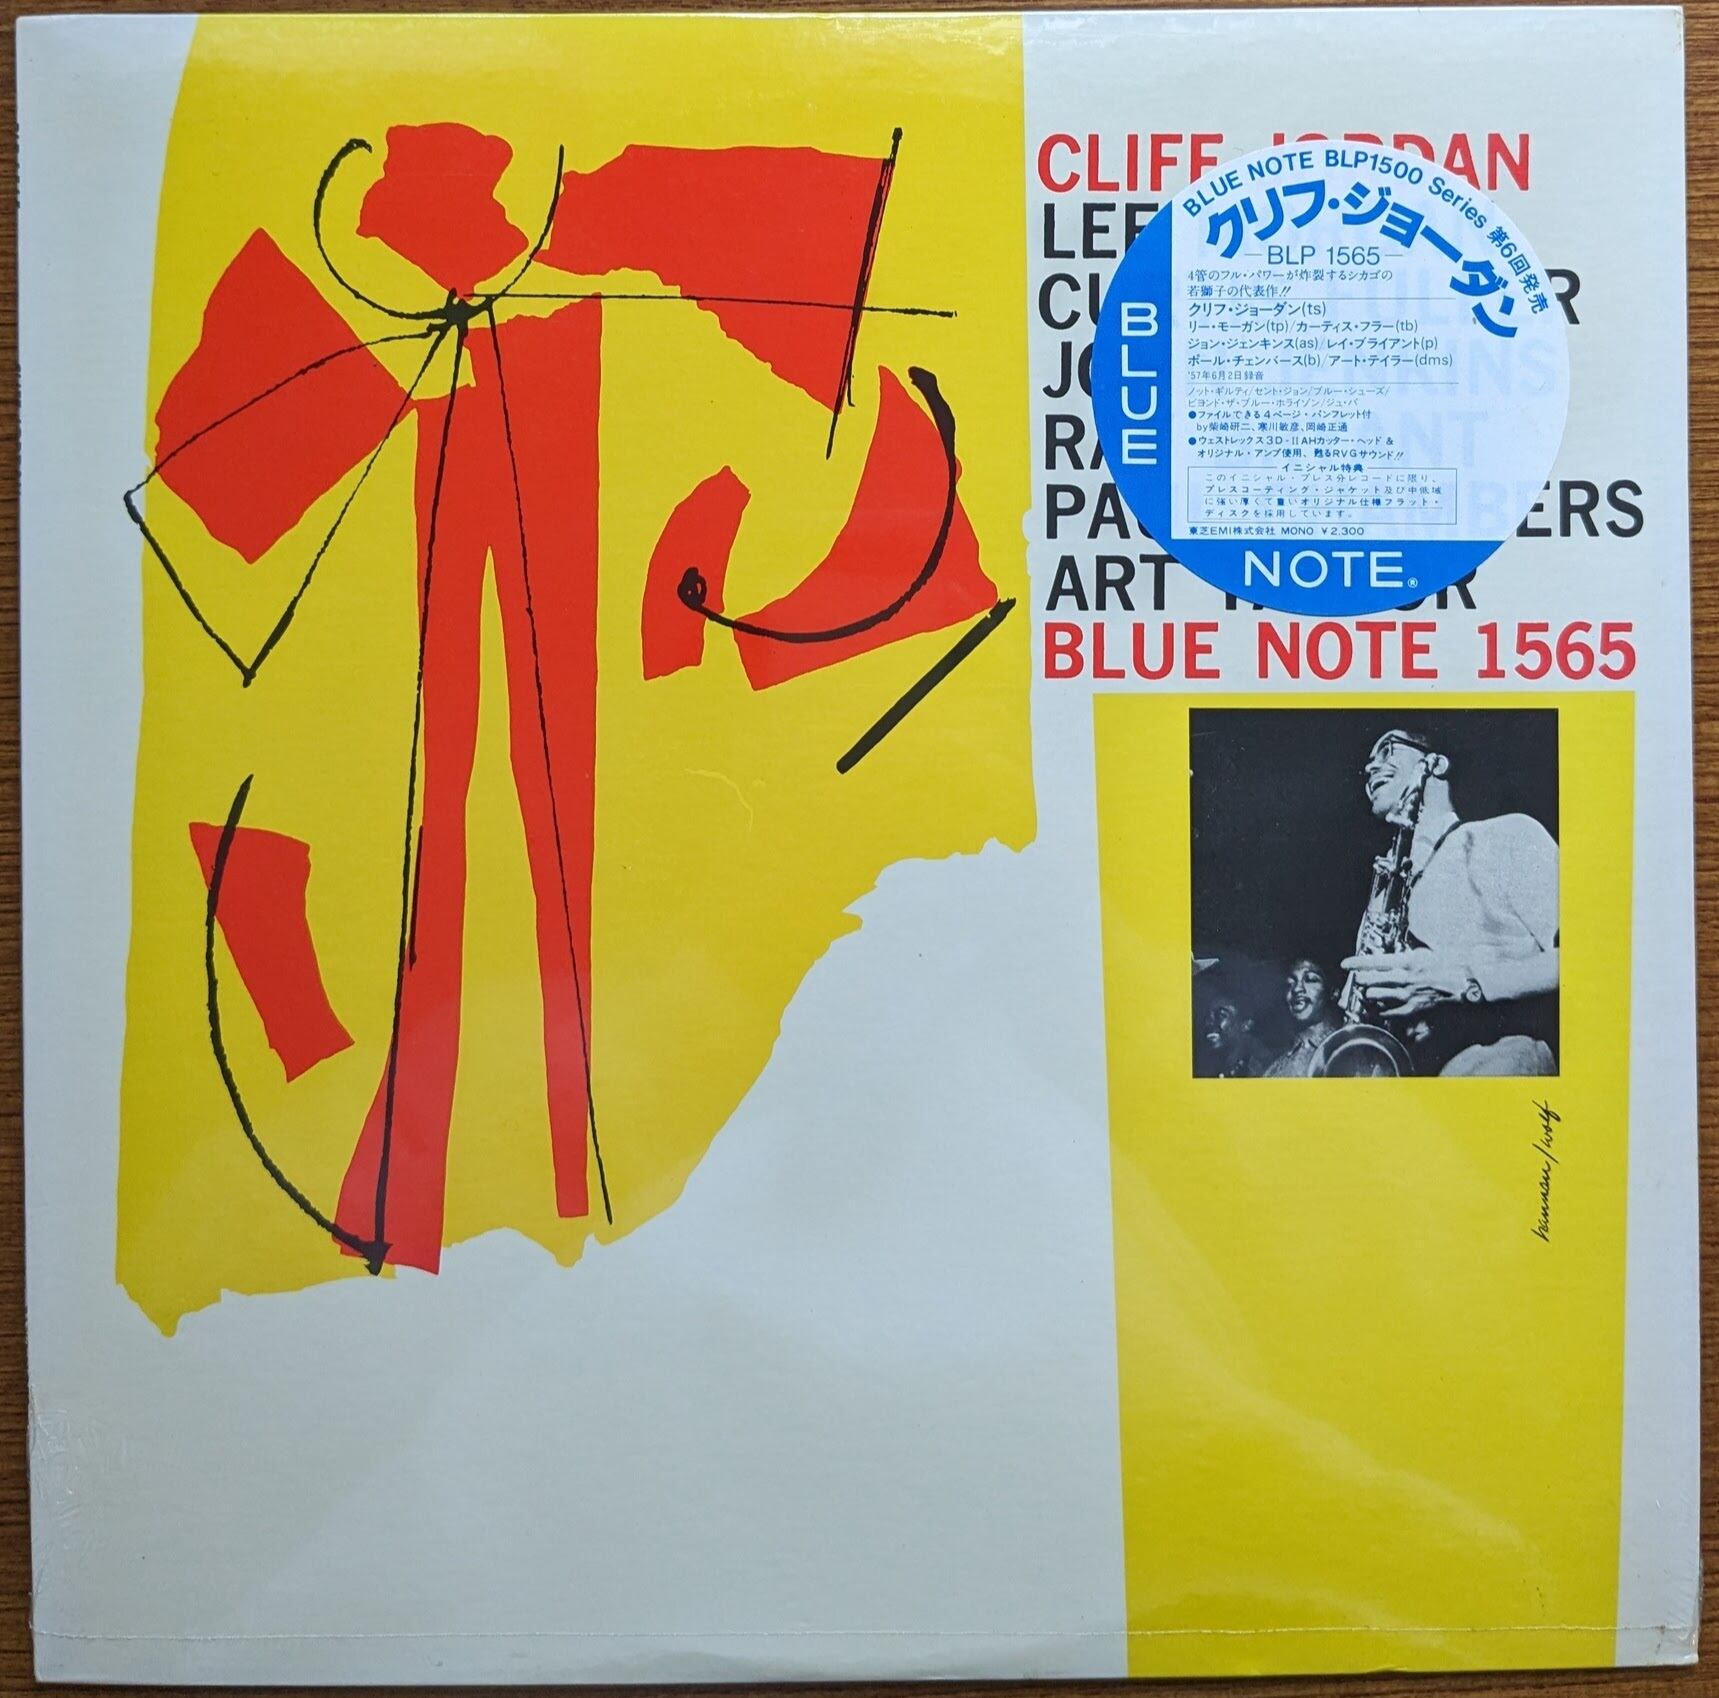 CLIFF JORDAN
LEE
CU ULLER
JO KINS
RA ANT
PAU MBERS
ART TAYLOR
BLUE NOTE 1565
BLUE NOTE BLP1500 Series 第6回発売
クリフ・ジョーダン
BLP 1565
4管のフル・パワーが炸裂するシカゴの
若獅子の代表作!!
クリフ・ジョーダン(ts)
リー・モーガン(tp)/カーティス・フラー(tb)
ジョン・ジェンキンス(as)/レイ・ブライアント(p)
ポール・チェンバース(b)/アート・テイラー(dms)
'57年6月2日録音
ノット・ギルティ/セント・ジョン/ブルー・シューズ/
ビヨンド・ザ・ブルー・ホライゾン/ジュ・バ
●ファイルできる4ページ・パンフレット付
by柴崎研二、寒川敏彦、岡崎正通
●ウェストレックス3D-IIAHカッター・ヘッド&
オリジナル・アンプ使用、甦るRVGサウンド!!
イニシャル特典
このイニシャル・プレス分レコードに限り、
プレスコーティング・ジャケット及び中低域
に強い厚くて重いオリジナル仕様フラット・
ディスクを採用しています。
東芝EMI株式会社 MONO ¥2,300
BLUE
NOTE®
hannan/wolf